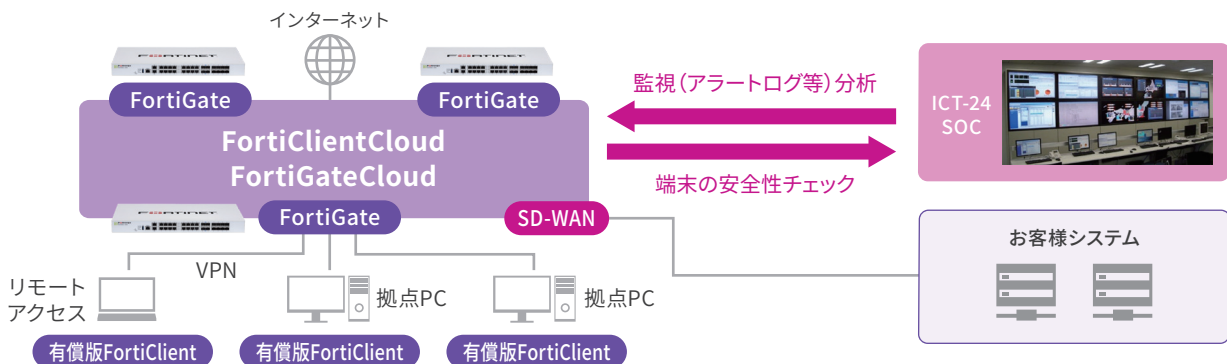 インターネット
FORTINET
FORTINET
FortiGate
FortiGate
FortiClientCloud
FortiGateCloud
監視（アラートログ等）分析
端末の安全性チェック
ICT-24
SOC
FORTINET
FortiGate
SD-WAN
お客様システム
VPN
リモート
アクセス
拠点PC
拠点PC
有償版FortiClient
有償版FortiClient
有償版FortiClient